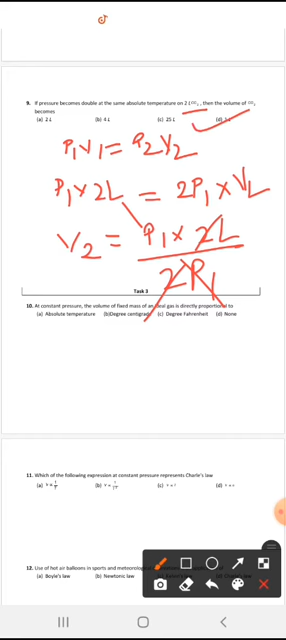 9. If pressure becomes double at the same absolute temperature on 2 L CO2, then the volume of CO2
becomes
(a) 2 L (b) 4 L (c) 25 L (d)
P1V1 = P2V2
P1 × 2L = 2P1 × V2
V2 = P1 × 2L
2P1
Task 3
10. At constant pressure, the volume of fixed mass of an ideal gas is directly proportional to
(a) Absolute temperature (b)Degree centigrade (c) Degree Fahrenheit (d) None
11. Which of the following expression at constant pressure represents Charle's law
(a) (b) (c) (d)
12. Use of hot air balloons in sports and meteorological
(a) Boyle's law (b) Newtonic law